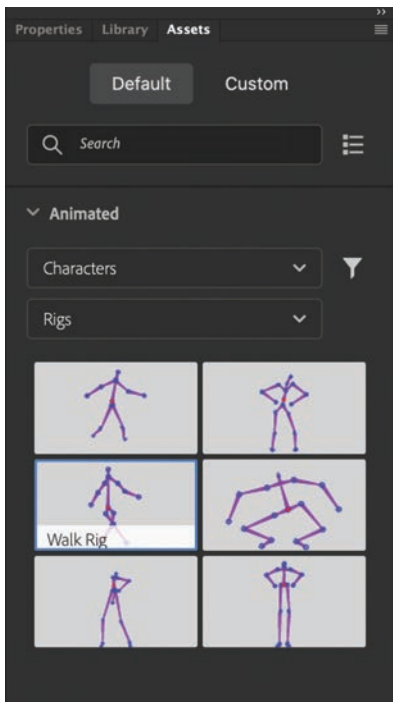 Properties Library Assets
Default Custom
Search
Animated
Characters
Rigs
Walk Rig